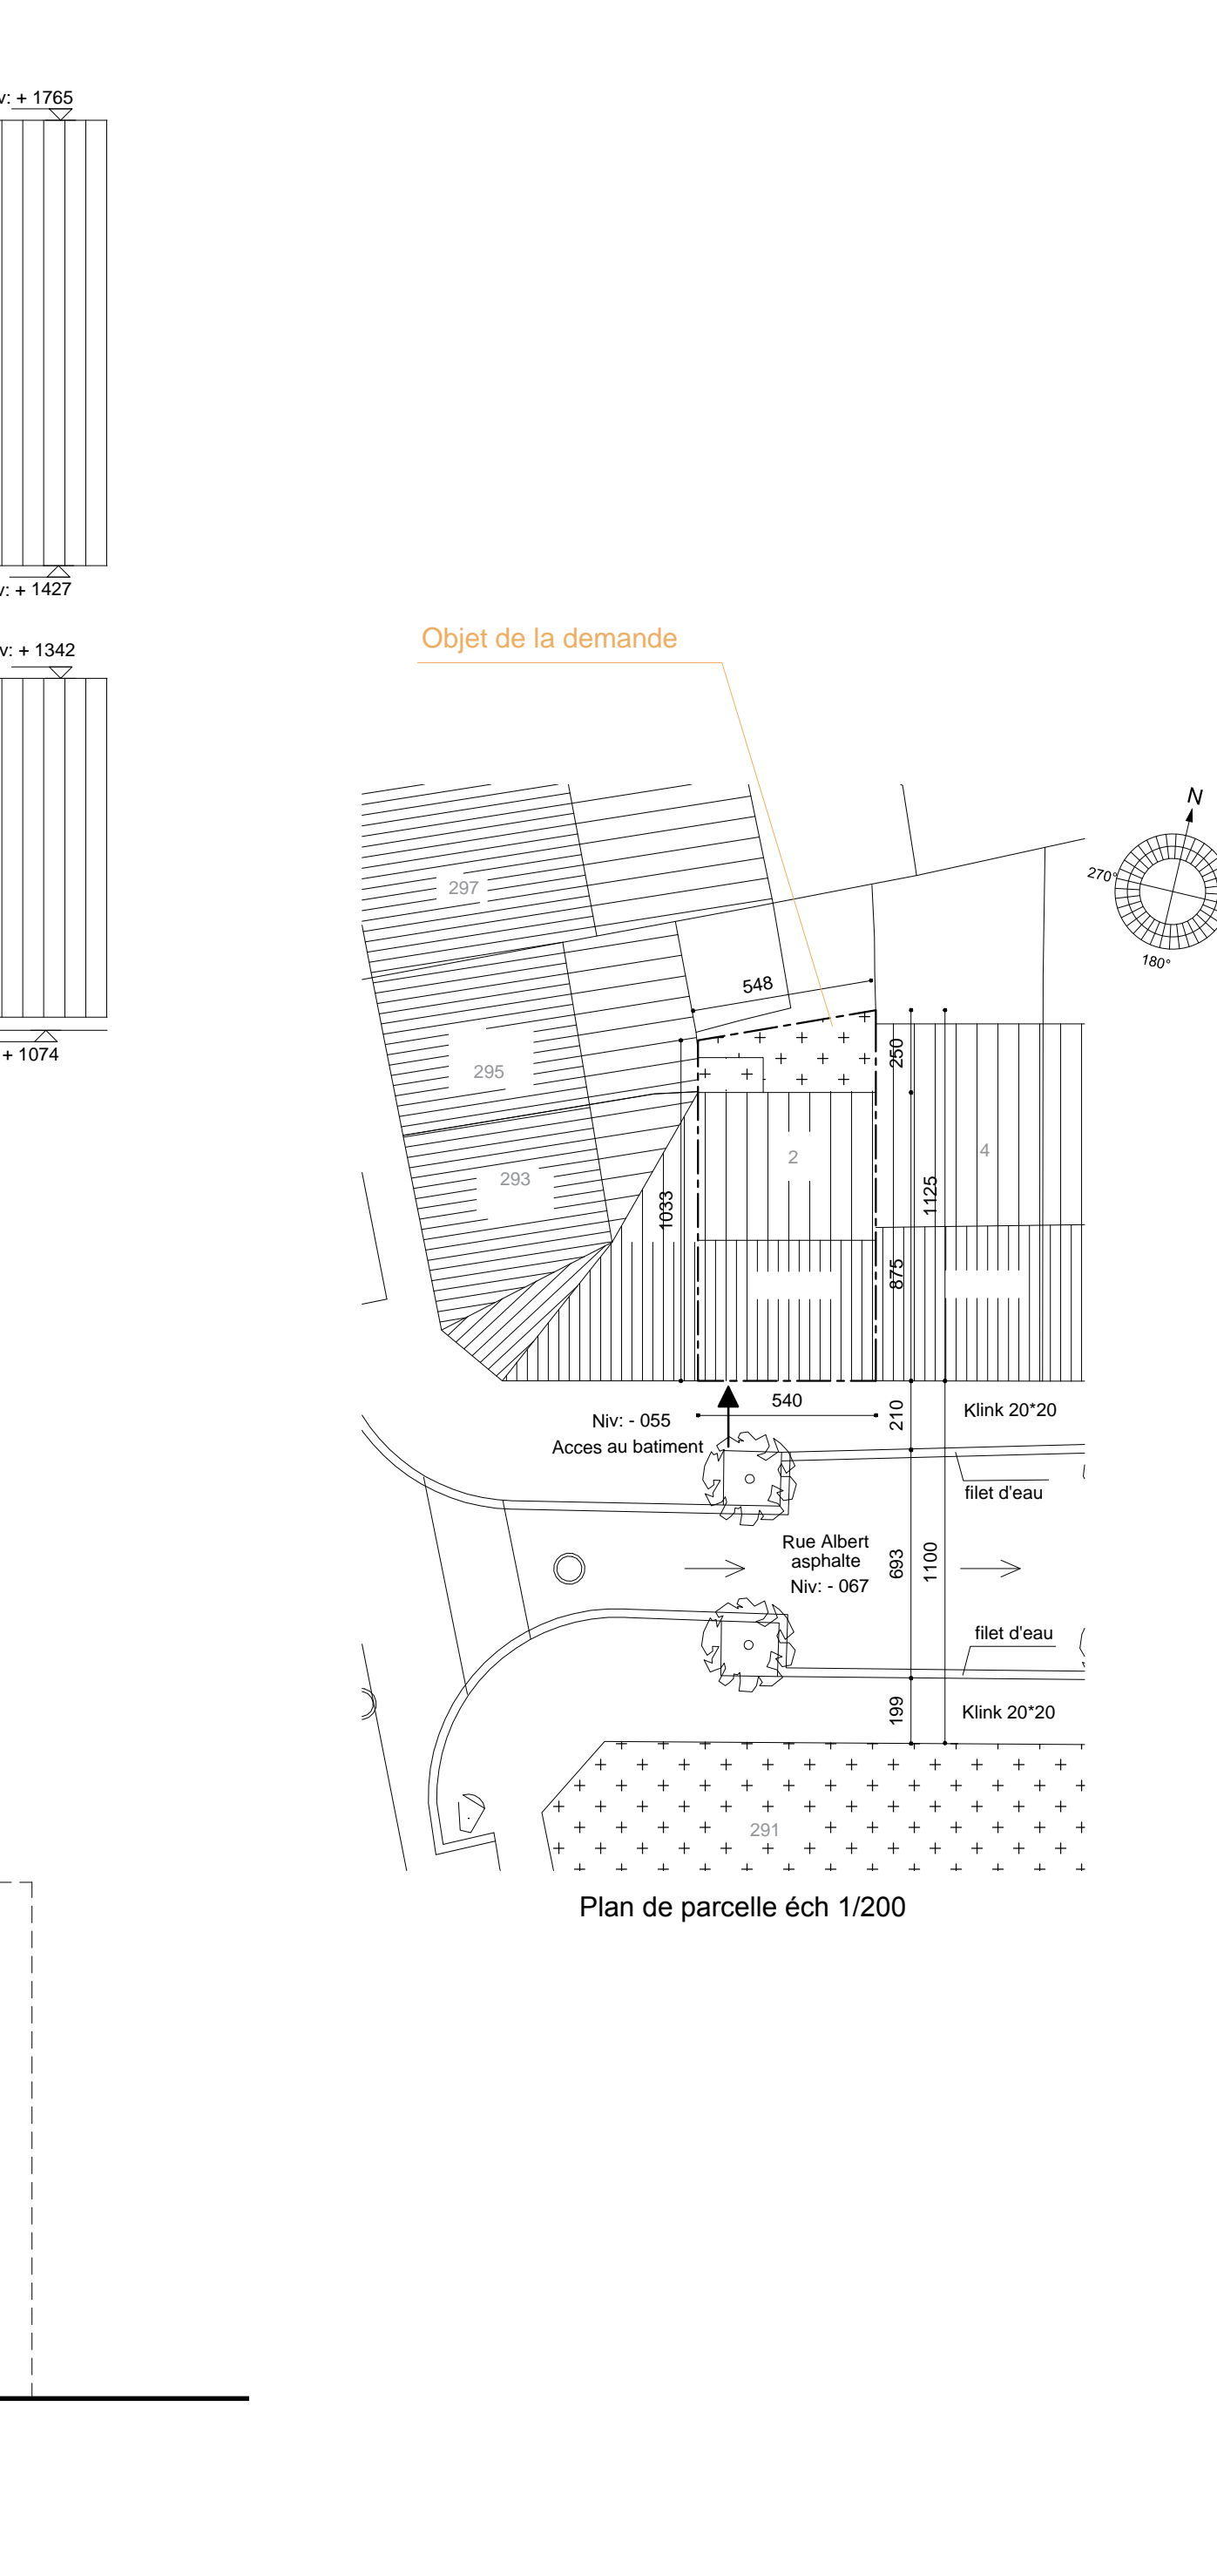 v: + 1765
v: + 1427
v: + 1342
+ 1074
Objet de la demande
N
270°
180°
297
548
295
250
293
2
4
1033
1125
875
540
210
Klink 20*20
Niv: - 055
Acces au batiment
filet d'eau
Rue Albert
asphalte
Niv: - 067
693
1100
filet d'eau
199
Klink 20*20
291
Plan de parcelle éch 1/200